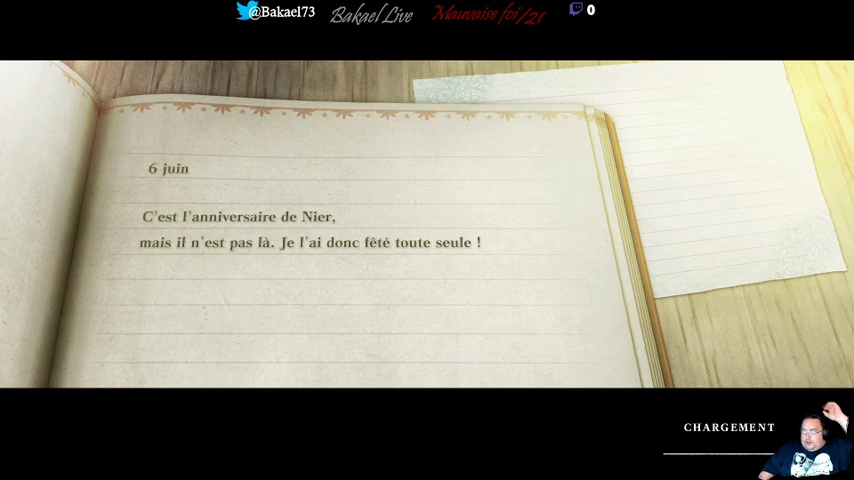 @Bakael73
Bakael Live
Mauvaise foi /21
0
6 juin
C'est l'anniversaire de Nier,
mais il n'est pas là. Je l'ai donc fêté toute seule !
CHARGEMENT